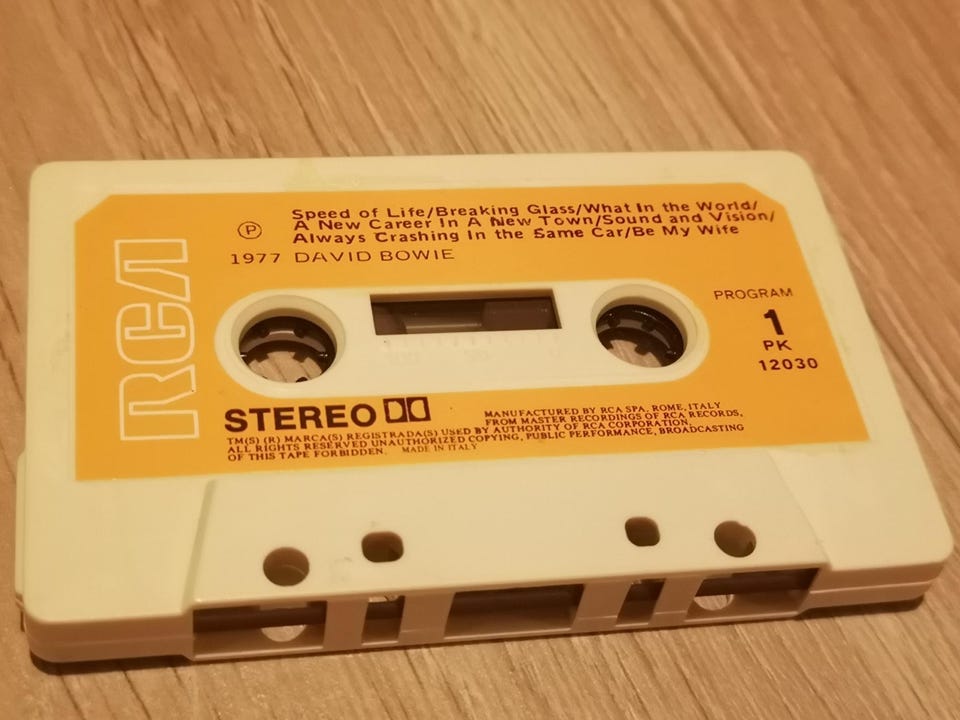 Speed of Life/Breaking Glass/What In the World/
A New Career In A New Town/Sound and Vision/
Always Crashing In the Same Car/Be My Wife
Ⓟ
1977 DAVID BOWIE
RCA
PROGRAM
1
PK
12030
STEREO
MANUFACTURED BY RCA SPA. ROME, ITALY
FROM MASTER RECORDINGS OF RCA RECORDS,
TM(S) (R) MARCA(S) REGISTRADA(S) USED BY AUTHORITY OF RCA CORPORATION.
ALL RIGHTS RESERVED UNAUTHORIZED COPYING, PUBLIC PERFORMANCE, BROADCASTING
OF THIS TAPE FORBIDDEN. MADE IN ITALY